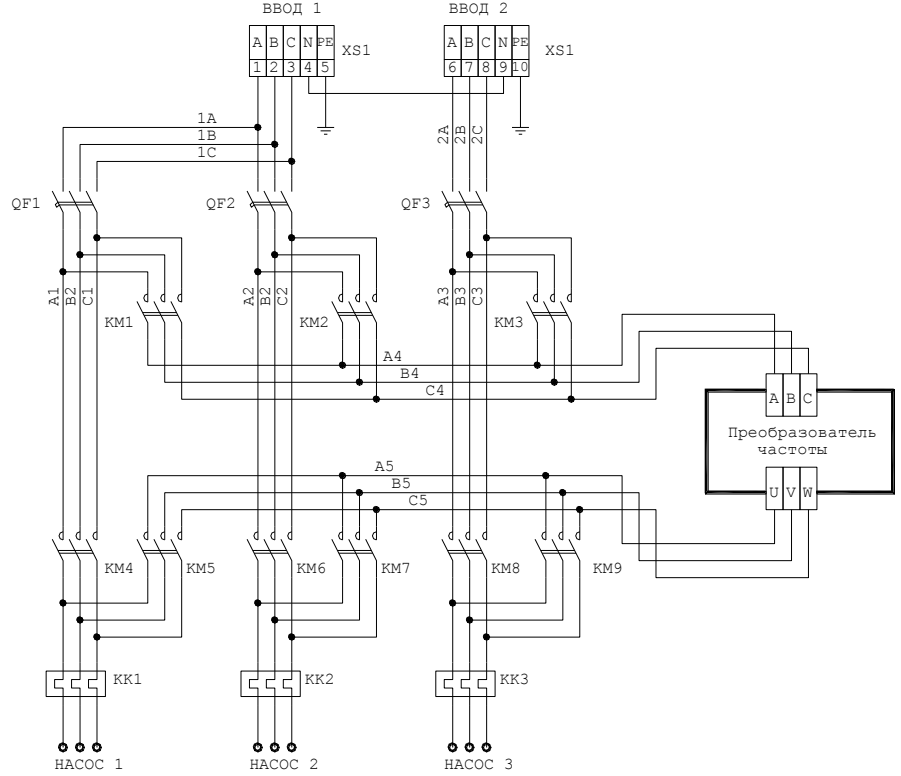 ВВОД 1 ВВОД 2
A B C N PE XS1 A B C N PE XS1
1 2 3 4 5 6 7 8 9 10
1A
1B
1C
2A 2B 2C
QF1 QF2 QF3
A1 B2 C1 A2 B2 C2 A3 B3 C3
KM1 KM2 KM3
A4
B4
C4
A B C
Преобразователь
частоты
A5
B5
C5
U V W
KM4 KM5 KM6 KM7 KM8 KM9
KK1 KK2 KK3
НАСОС 1 НАСОС 2 НАСОС 3